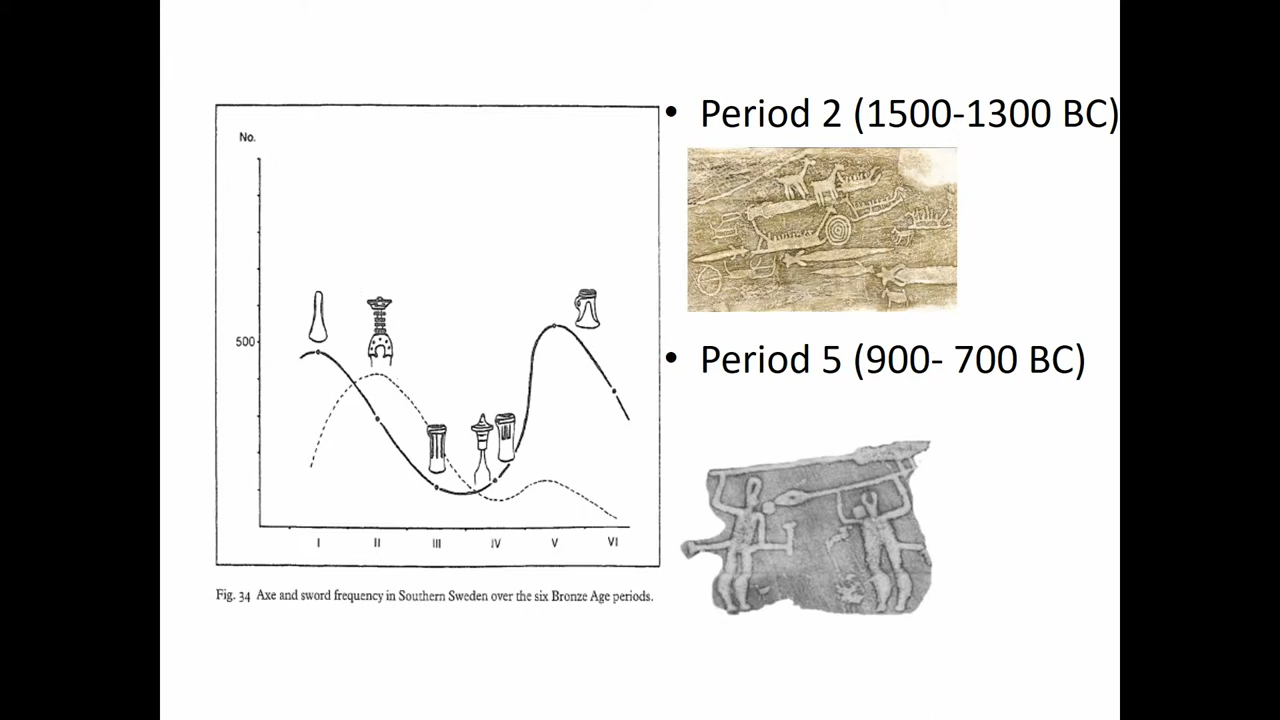 No.
500
I II III IV V VI
Fig. 34 Axe and sword frequency in Southern Sweden over the six Bronze Age periods.
• Period 2 (1500-1300 BC)
• Period 5 (900- 700 BC)